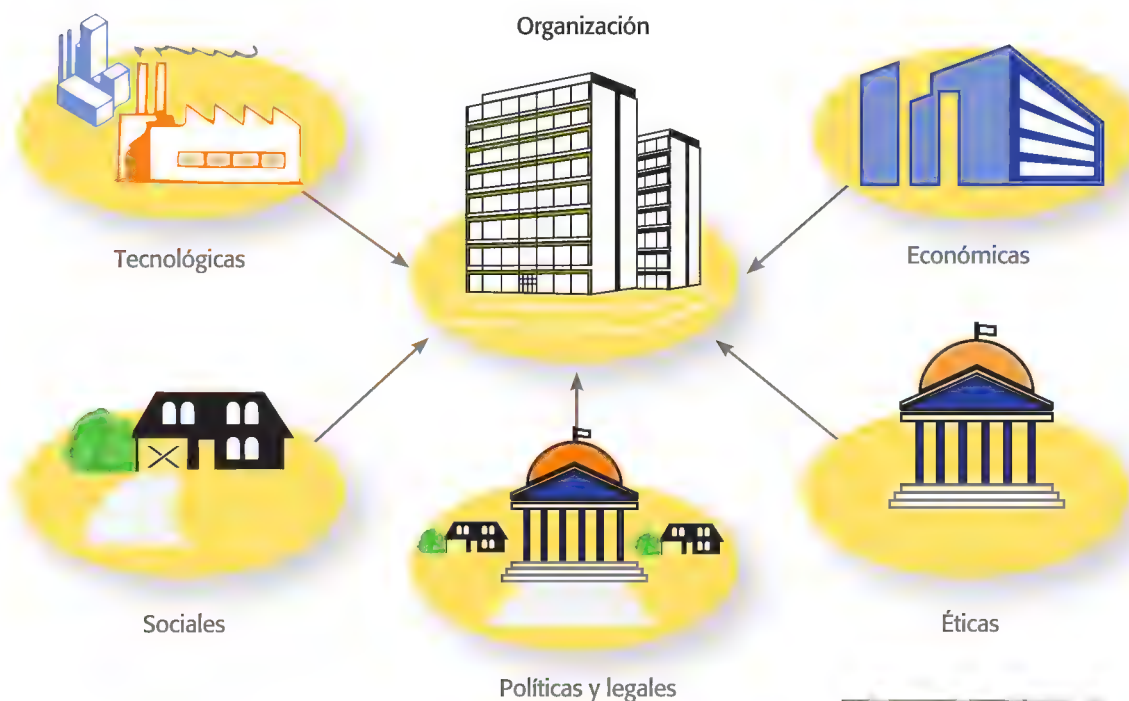 Organización
Tecnológicas
Económicas
Sociales
Éticas
Políticas y legales